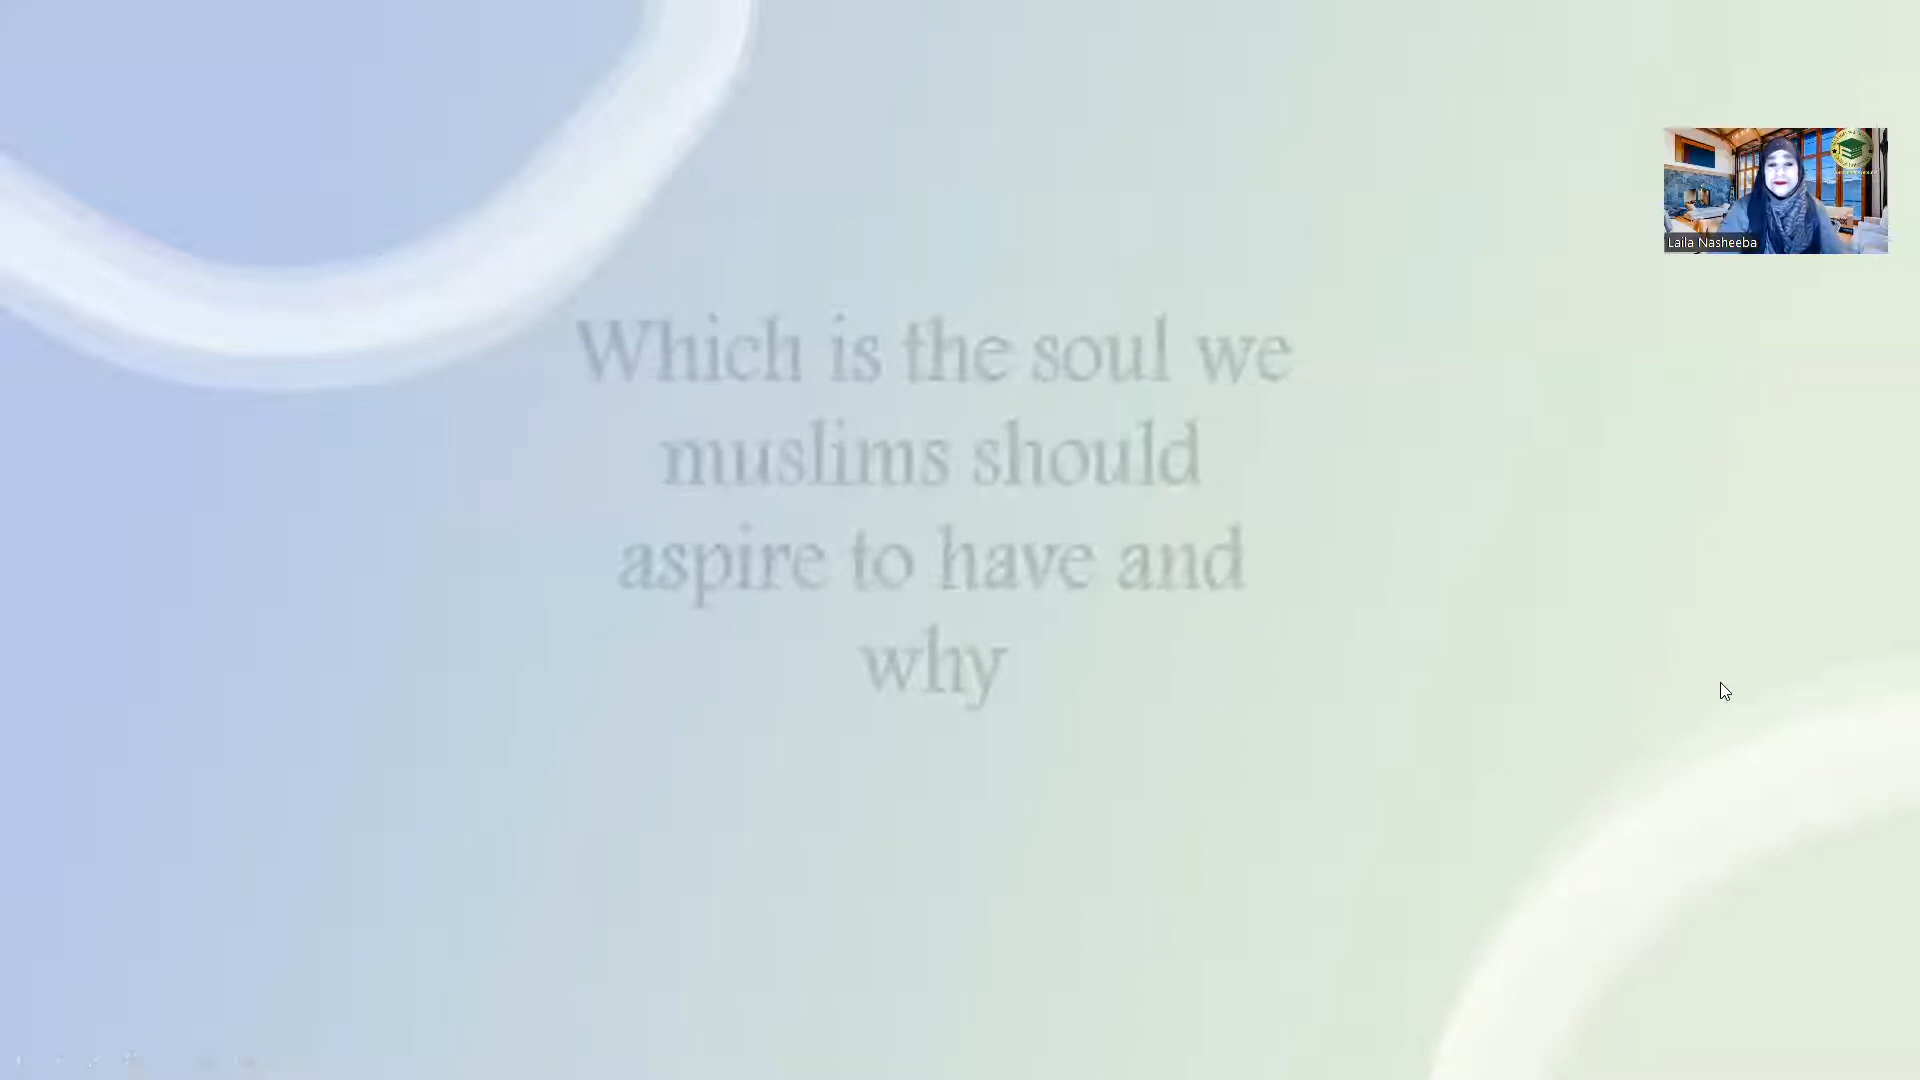 Which is the soul we
muslims should
aspire to have and
why
Laila Nasheeba